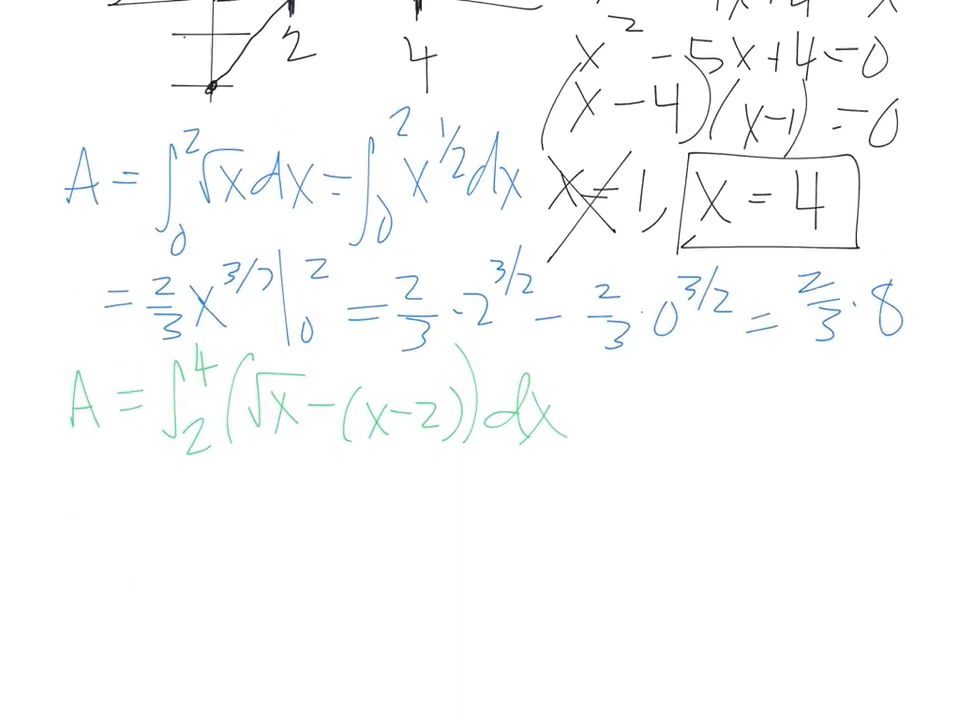 2 4
x² - 5x + 4 = 0
(x - 4)(x - 1) = 0
x = 1, x = 4
A = ∫₀² √x dx = ∫₀² x^(1/2) dx
= 2/3 x^(3/2) |₀² = 2/3 · 2^(3/2) - 2/3 · 0^(3/2) = 2/3 · 8
A = ∫₂⁴ (√x - (x - 2)) dx